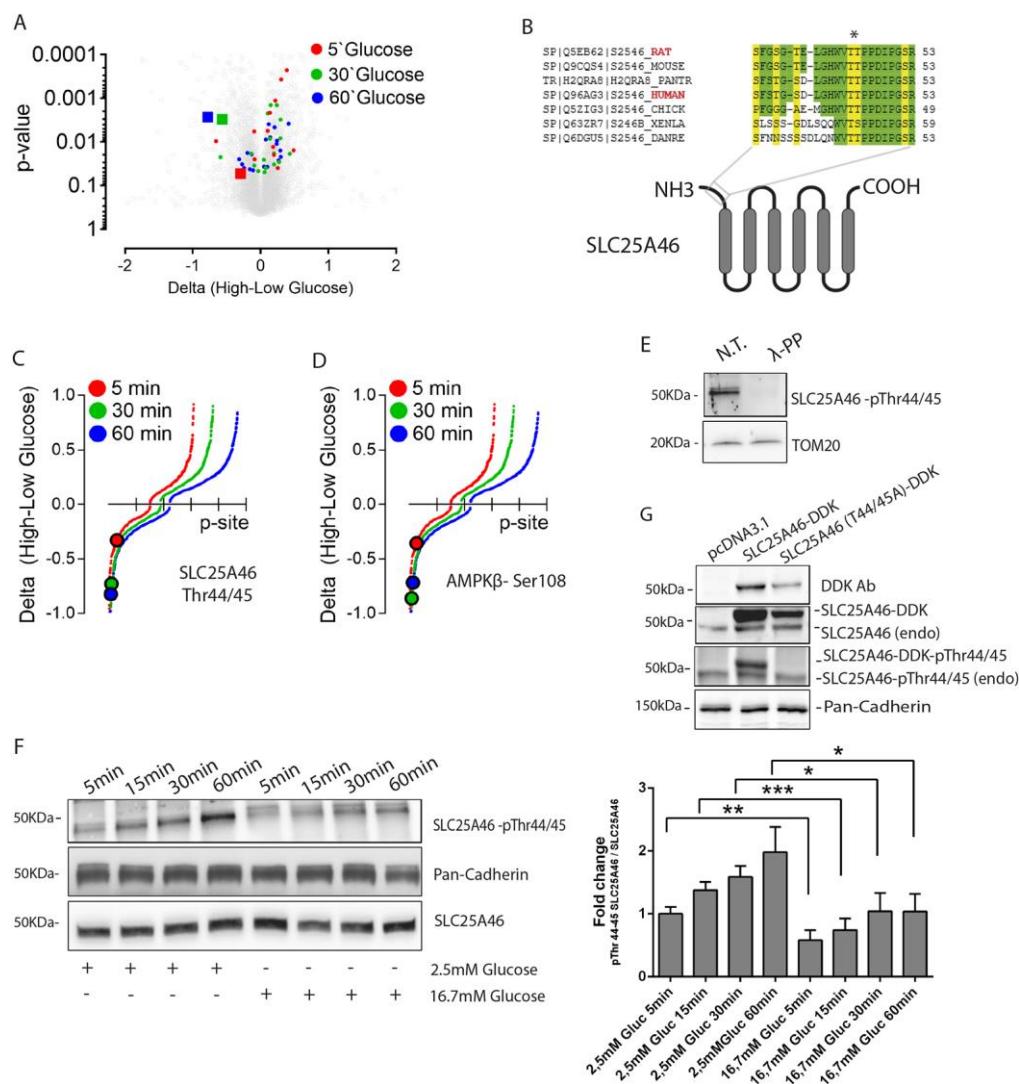 A
0.0001
0.001
0.01
0.1
1
p-value
5`Glucose
30`Glucose
60`Glucose
-2
-1
0
1
2
Delta (High-Low Glucose)
B
*
SP|Q5EB62|S2546_RAT SFGSG-TE-LGHWVTTPPDIPGSR 53
SP|Q9CQS4|S2546_MOUSE SFGSG-TE-LGHWVTTPPDIPGSR 53
TR|H2QRA8|H2QRA8_PANTR SFSTG-SD-LGHWVTTPPDIPGSR 53
SP|Q96AG3|S2546_HUMAN SFSTG-SD-LGHWVTTPPDIPGSR 53
SP|Q5ZIG3|S2546_CHICK PFGGG-AE-MGHWVTTPPDIPGSR 49
SP|Q63ZR7|S246B_XENLA SLSSS-GDLSQQWVTSPPDIPGSR 59
SP|Q6DGU5|S2546_DANRE SFNNSSSSDLQNWVTTPPDIPGSR 53
NH3
COOH
SLC25A46
C
5 min
30 min
60 min
1.0
0.5
0.0
-0.5
-1.0
Delta (High-Low Glucose)
p-site
SLC25A46
Thr44/45
D
5 min
30 min
60 min
1.0
0.5
0.0
-0.5
-1.0
Delta (High-Low Glucose)
p-site
AMPKβ- Ser108
E
N.T.
λ-PP
50KDa-
SLC25A46 -pThr44/45
20KDa-
TOM20
G
pcDNA3.1
SLC25A46-DDK
SLC25A46 (T44/45A)-DDK
50kDa-
DDK Ab
50kDa-
-SLC25A46-DDK
-SLC25A46 (endo)
50kDa-
-SLC25A46-DDK-pThr44/45
-SLC25A46-pThr44/45 (endo)
150kDa-
-Pan-Cadherin
F
5min
15min
30min
60min
5min
15min
30min
60min
50KDa-
SLC25A46 -pThr44/45
50KDa-
Pan-Cadherin
50KDa-
SLC25A46
+ + + + - - - - 2.5mM Glucose
- - - - + + + + 16.7mM Glucose
Fold change
pThr 44-45 SLC25A46 / SLC25A46
3
2
1
0
**
***
*
*
2,5mM Gluc 5min
2,5mM Gluc 15min
2,5mM Gluc 30min
2,5mMGluc 60min
16,7mM Gluc 5min
16,7mM Gluc 15min
16,7mM Gluc 30min
16,7mM Gluc 60min